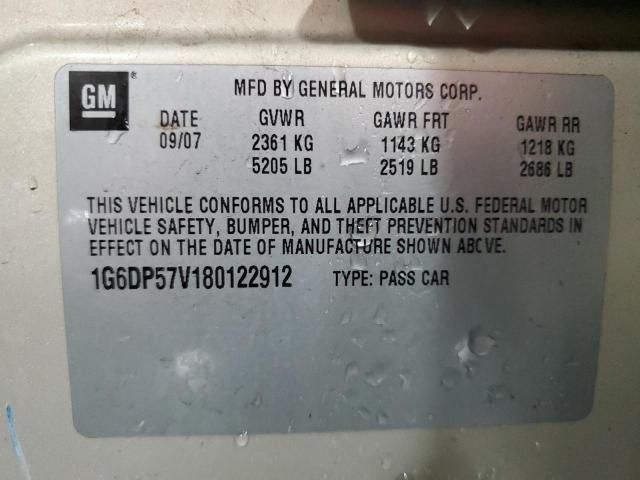 GM ®
MFD BY GENERAL MOTORS CORP.
DATE GVWR GAWR FRT GAWR RR
09/07 2361 KG 1143 KG 1218 KG
5205 LB 2519 LB 2686 LB
THIS VEHICLE CONFORMS TO ALL APPLICABLE U.S. FEDERAL MOTOR
VEHICLE SAFETY, BUMPER, AND THEFT PREVENTION STANDARDS IN
EFFECT ON THE DATE OF MANUFACTURE SHOWN ABOVE.
1G6DP57V180122912 TYPE: PASS CAR